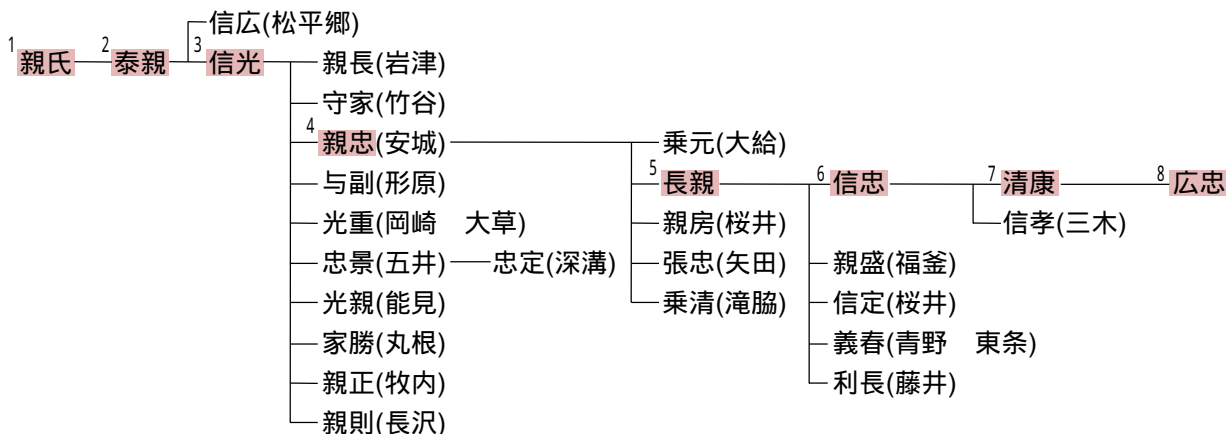 信広(松平郷)
1 親氏 2 泰親 3 信光 親長(岩津)
守家(竹谷)
4 親忠(安城) 乗元(大給)
与副(形原) 5 長親 6 信忠 7 清康 8 広忠
光重(岡崎　大草) 親房(桜井) 信孝(三木)
忠景(五井) 忠定(深溝) 張忠(矢田) 親盛(福釜)
光親(能見) 乗清(滝脇) 信定(桜井)
家勝(丸根) 義春(青野　東条)
親正(牧内) 利長(藤井)
親則(長沢)